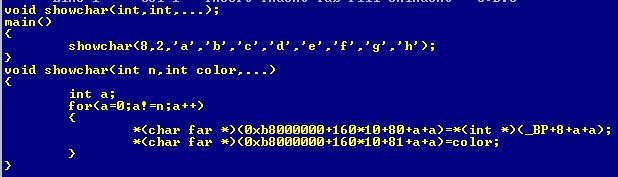 void showchar(int,int,...);
main()
{
showchar(8,2,'a','b','c','d','e','f','g','h');
}
void showchar(int n,int color,...)
{
int a;
for(a=0;a!=n;a++)
{
*(char far *)(0xb8000000+160*10+80+a+a)=*(int *)(_BP+8+a+a);
*(char far *)(0xb8000000+160*10+81+a+a)=color;
}
}